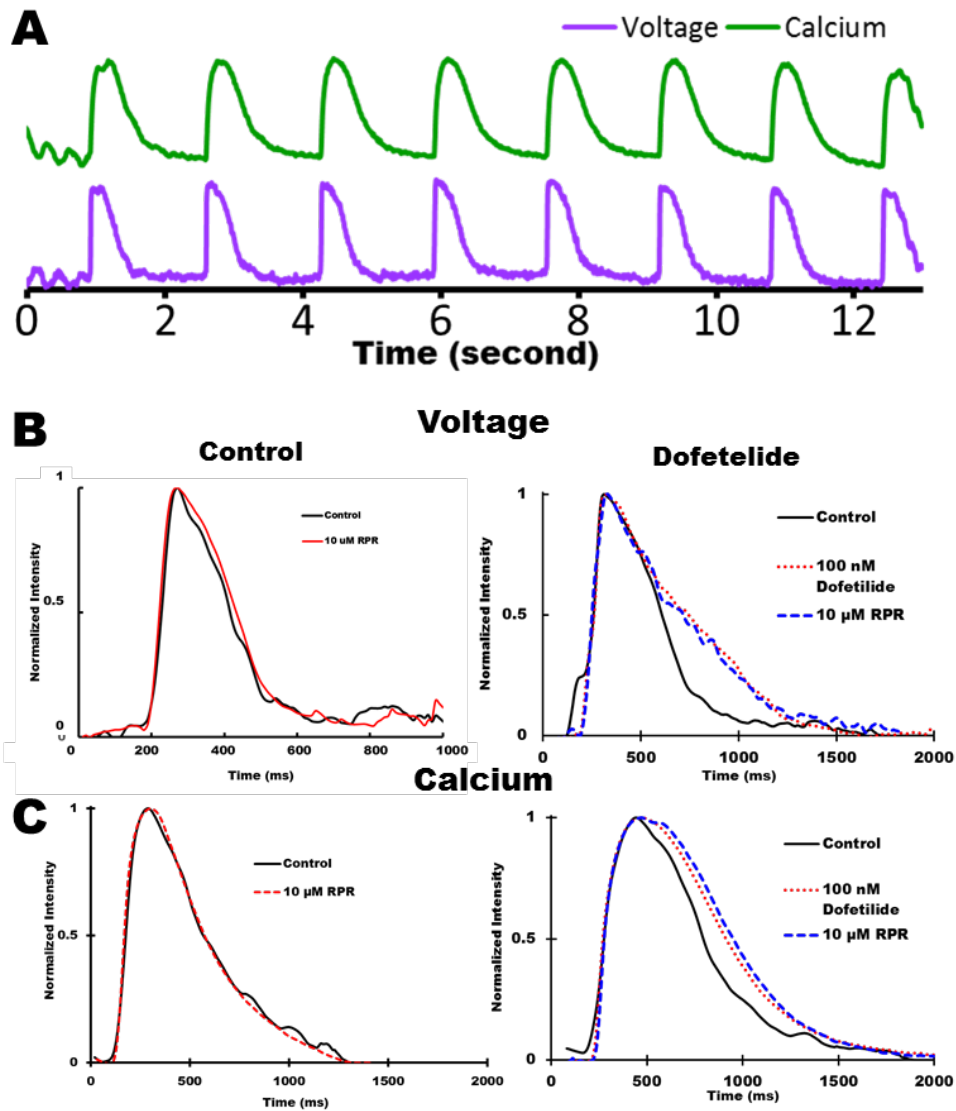 A
Voltage Calcium
0 2 4 6 8 10 12
Time (second)
B
Voltage
Control
Dofetelide
1
0.5
0
0
Normalized Intensity
Control
10 uM RPR
0 200 400 600 800 1000
Time (ms)
1
0.5
0
Normalized Intensity
Control
100 nM
Dofetilide
10 µM RPR
0 500 1000 1500 2000
Time (ms)
Calcium
C
1
0.5
0
Normalized Intensity
Control
10 µM RPR
0 500 1000 1500 2000
Time (ms)
1
0.5
0
Normalized Intensity
Control
100 nM
Dofetilide
10 µM RPR
0 500 1000 1500 2000
Time (ms)